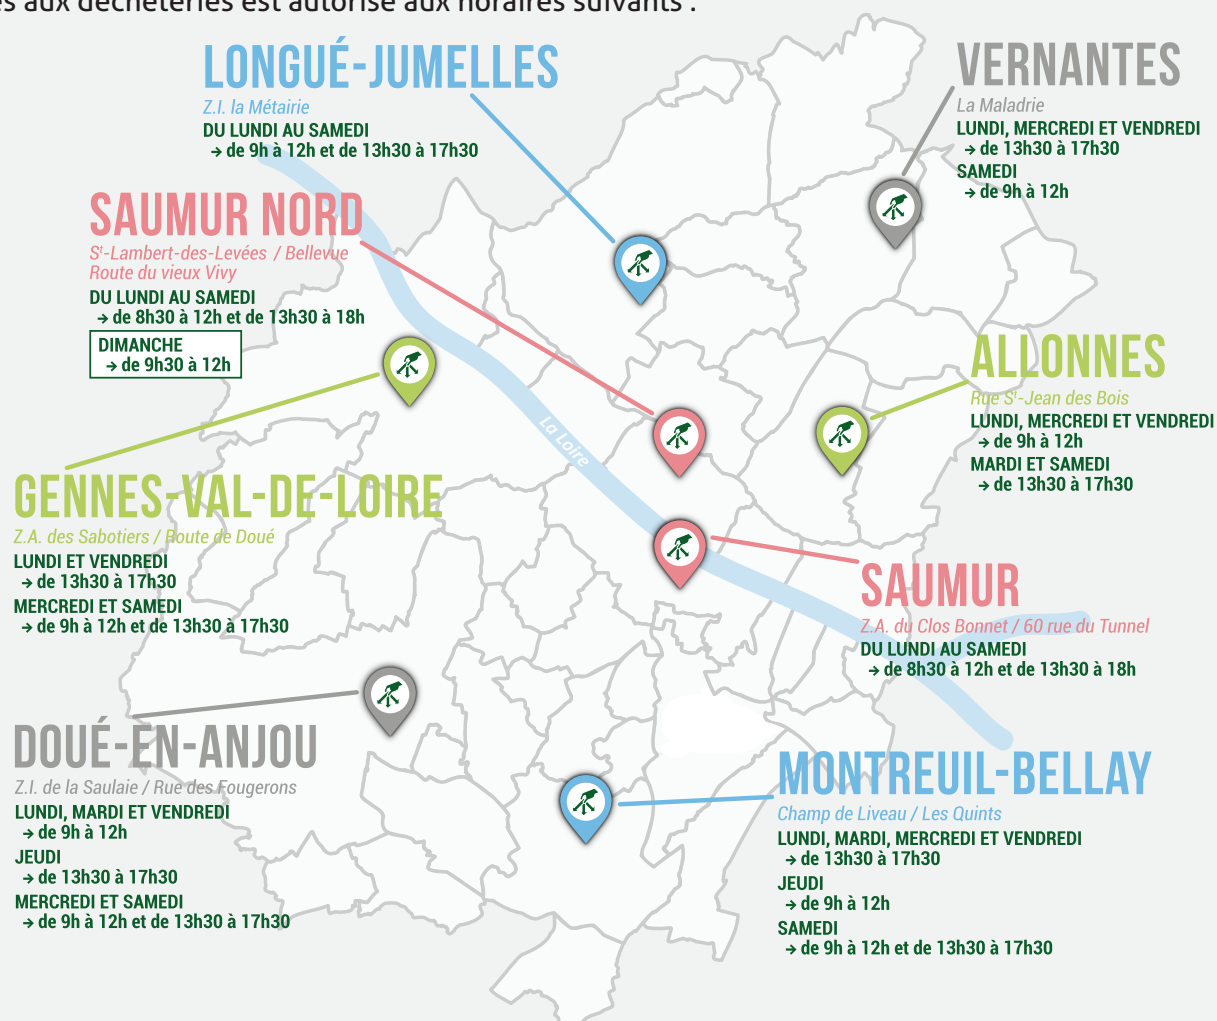 es aux déchèteries est autorisé aux horaires suivants :
LONGUÉ-JUMELLES
Z.I. la Métairie
DU LUNDI AU SAMEDI
→ de 9h à 12h et de 13h30 à 17h30
VERNANTES
La Maladrie
LUNDI, MERCREDI ET VENDREDI
→ de 13h30 à 17h30
SAMEDI
→ de 9h à 12h
SAUMUR NORD
St-Lambert-des-Levées / Bellevue
Route du vieux Vivy
DU LUNDI AU SAMEDI
→ de 8h30 à 12h et de 13h30 à 18h
DIMANCHE
→ de 9h30 à 12h
ALLONNES
Rue St-Jean des Bois
LUNDI, MERCREDI ET VENDREDI
→ de 9h à 12h
MARDI ET SAMEDI
→ de 13h30 à 17h30
La Loire
GENNES-VAL-DE-LOIRE
Z.A. des Sabotiers / Route de Doué
LUNDI ET VENDREDI
→ de 13h30 à 17h30
MERCREDI ET SAMEDI
→ de 9h à 12h et de 13h30 à 17h30
SAUMUR
Z.A. du Clos Bonnet / 60 rue du Tunnel
DU LUNDI AU SAMEDI
→ de 8h30 à 12h et de 13h30 à 18h
DOUÉ-EN-ANJOU
Z.I. de la Saulaie / Rue des Fougerons
LUNDI, MARDI ET VENDREDI
→ de 9h à 12h
JEUDI
→ de 13h30 à 17h30
MERCREDI ET SAMEDI
→ de 9h à 12h et de 13h30 à 17h30
MONTREUIL-BELLAY
Champ de Liveau / Les Quints
LUNDI, MARDI, MERCREDI ET VENDREDI
→ de 13h30 à 17h30
JEUDI
→ de 9h à 12h
SAMEDI
→ de 9h à 12h et de 13h30 à 17h30